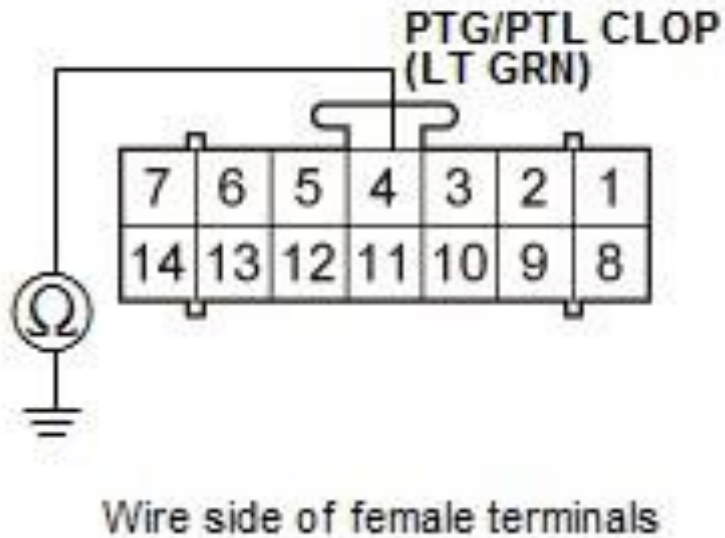 PTG/PTL CLOP
(LT GRN)
7 6 5 4 3 2 1
14 13 12 11 10 9 8
Ω
Wire side of female terminals